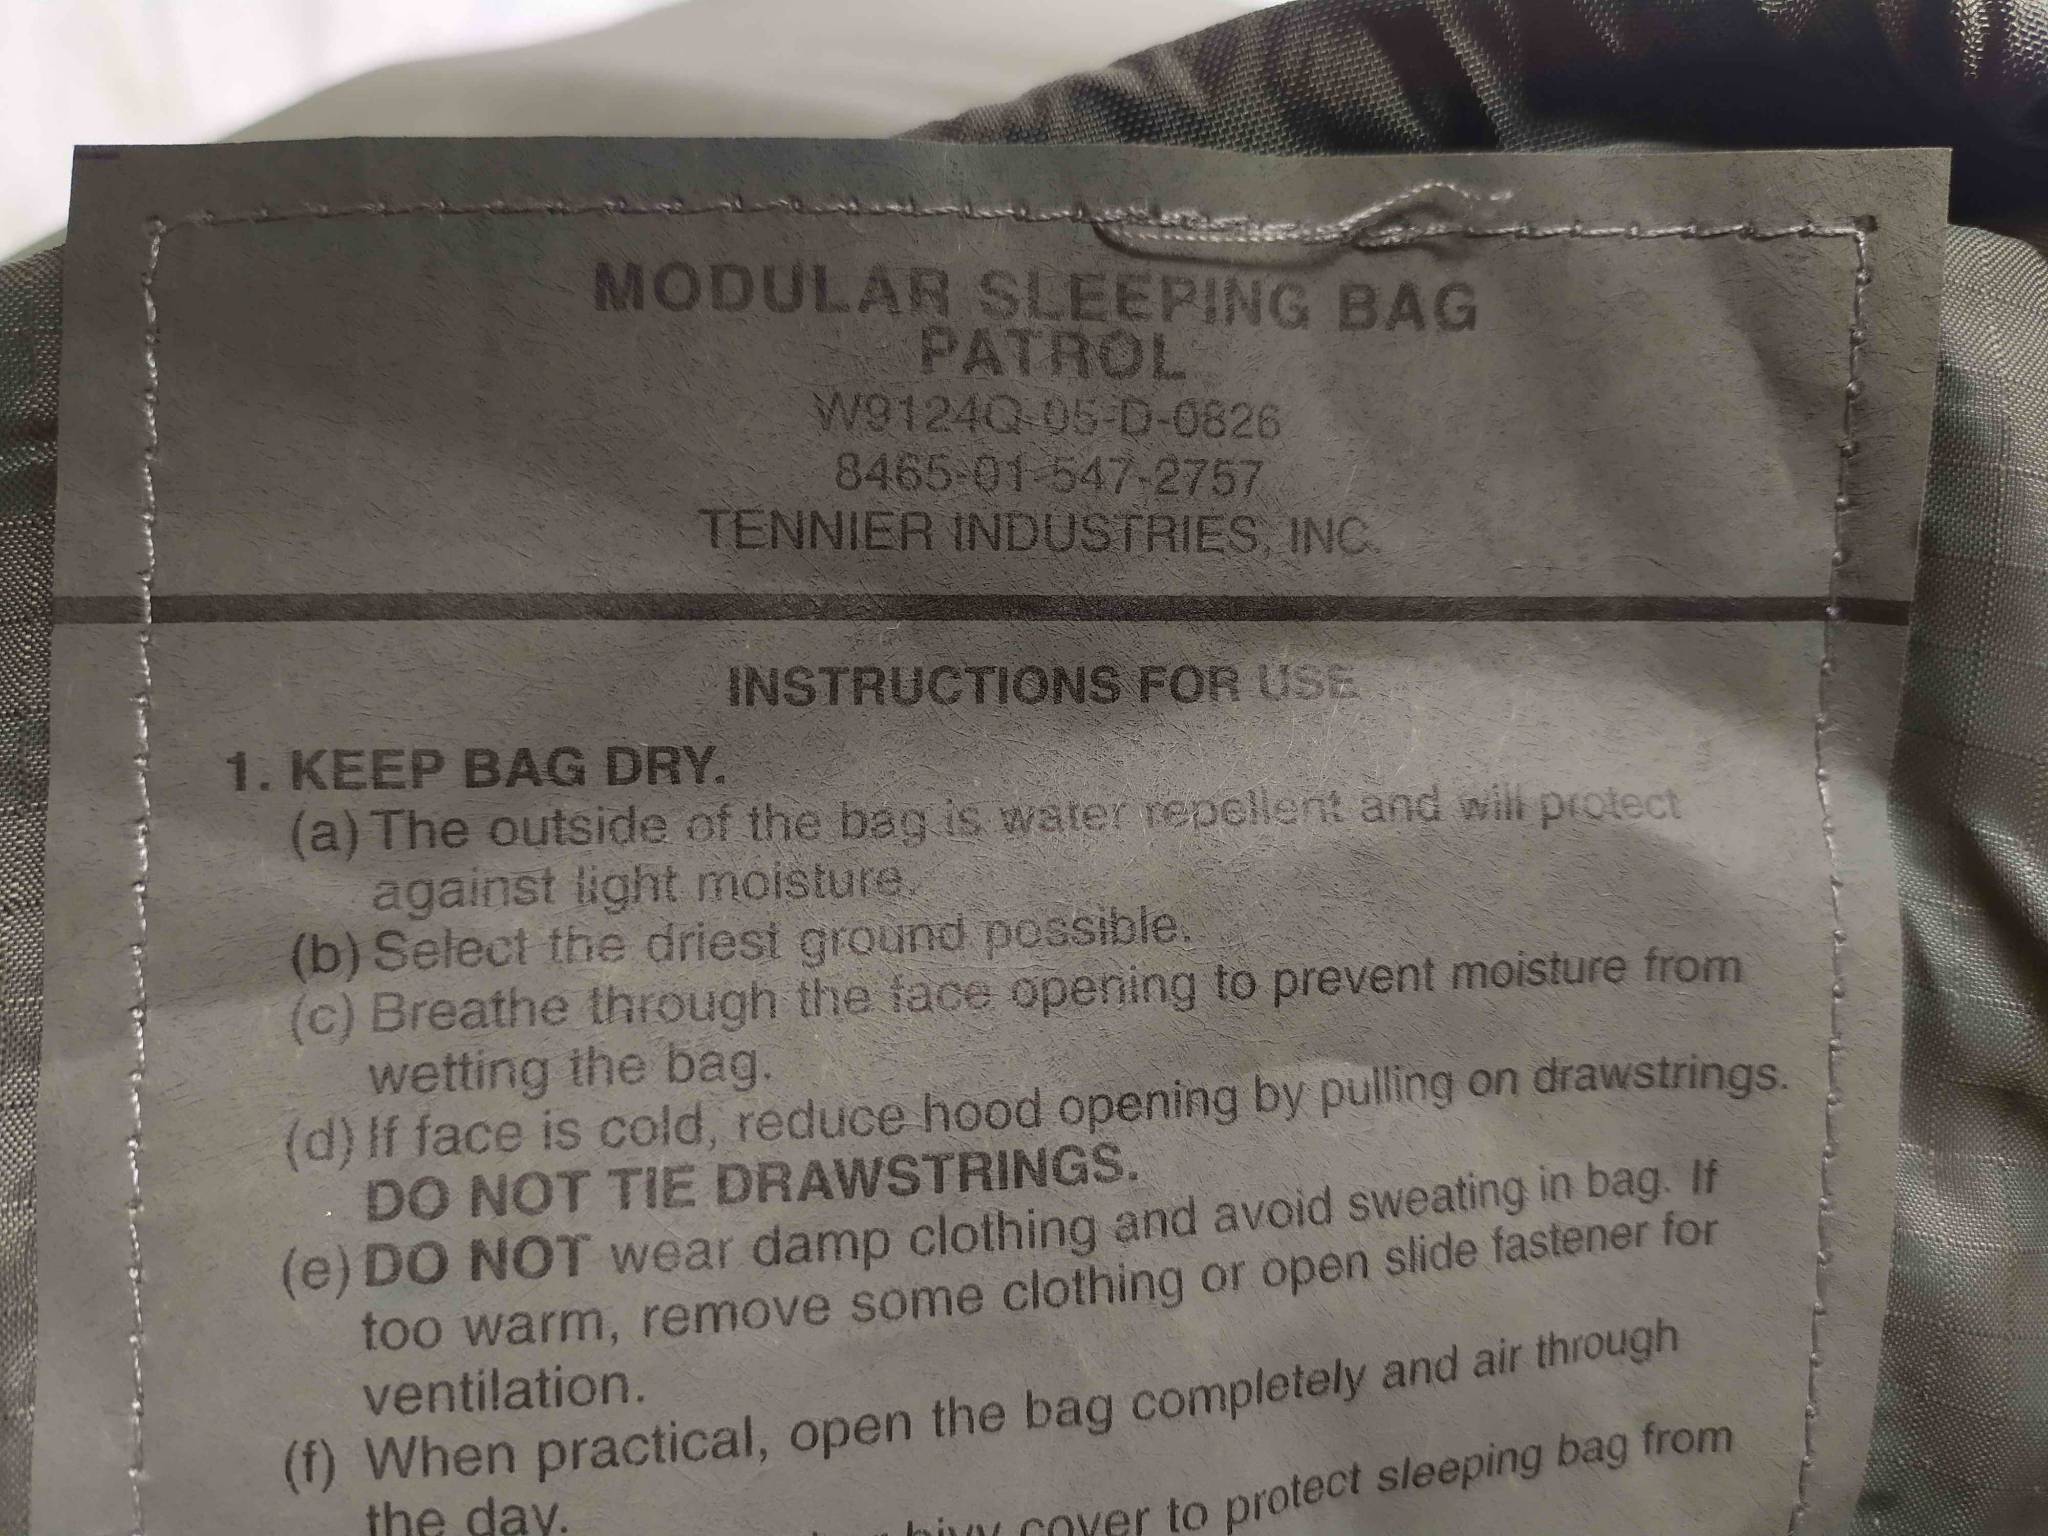 MODULAR SLEEPING BAG
PATROL
W9124Q-05-D-0826
8465-01-547-2757
TENNIER INDUSTRIES, INC.
INSTRUCTIONS FOR USE
1. KEEP BAG DRY.
(a) The outside of the bag is water repellent and will protect
against light moisture.
(b) Select the driest ground possible.
(c) Breathe through the face opening to prevent moisture from
wetting the bag.
(d) If face is cold, reduce hood opening by pulling on drawstrings.
DO NOT TIE DRAWSTRINGS.
(e) DO NOT wear damp clothing and avoid sweating in bag. If
too warm, remove some clothing or open slide fastener for
ventilation.
(f) When practical, open the bag completely and air through
the day.
bivy cover to protect sleeping bag from